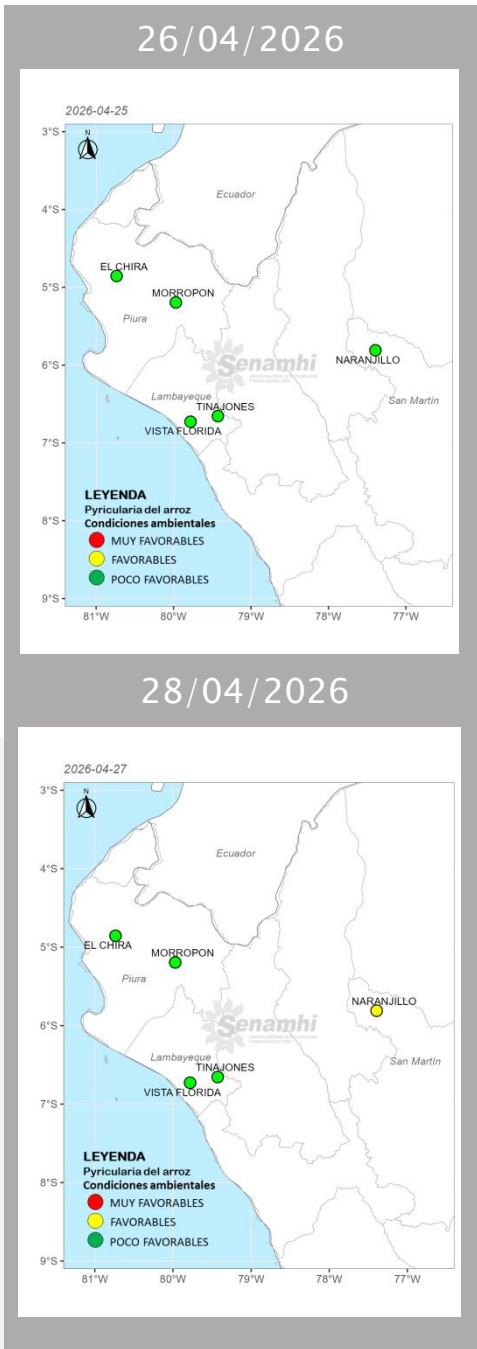 26/04/2026
2026-04-25
N
3°S
Ecuador
4°S
EL CHIRA
5°S
MORROPON
Piura
NARANJILLO
6°S
Senamhi
Lambayeque
San Martín
TINAJONES
VISTA FLORIDA
7°S
LEYENDA
Pyricularia del arroz
Condiciones ambientales
8°S
MUY FAVORABLES
FAVORABLES
POCO FAVORABLES
9°S
81°W 80°W 79°W 78°W 77°W
28/04/2026
2026-04-27
N
3°S
Ecuador
4°S
EL CHIRA
5°S
MORROPON
Piura
NARANJILLO
6°S
Senamhi
Lambayeque
San Martín
TINAJONES
VISTA FLORIDA
7°S
LEYENDA
Pyricularia del arroz
Condiciones ambientales
8°S
MUY FAVORABLES
FAVORABLES
POCO FAVORABLES
9°S
81°W 80°W 79°W 78°W 77°W